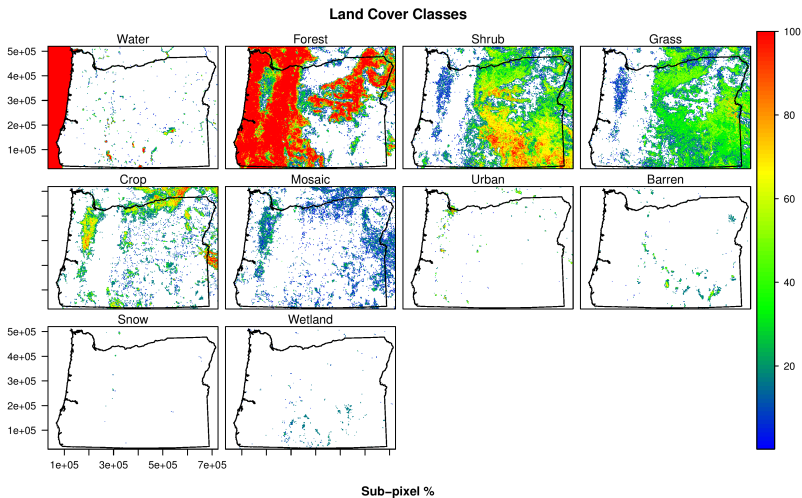 Land Cover Classes
Water Forest Shrub Grass
5e+05
4e+05
3e+05
2e+05
1e+05
Crop Mosaic Urban Barren
Snow Wetland
5e+05
4e+05
3e+05
2e+05
1e+05
1e+05 3e+05 5e+05 7e+05
100
80
60
40
20
Sub−pixel %